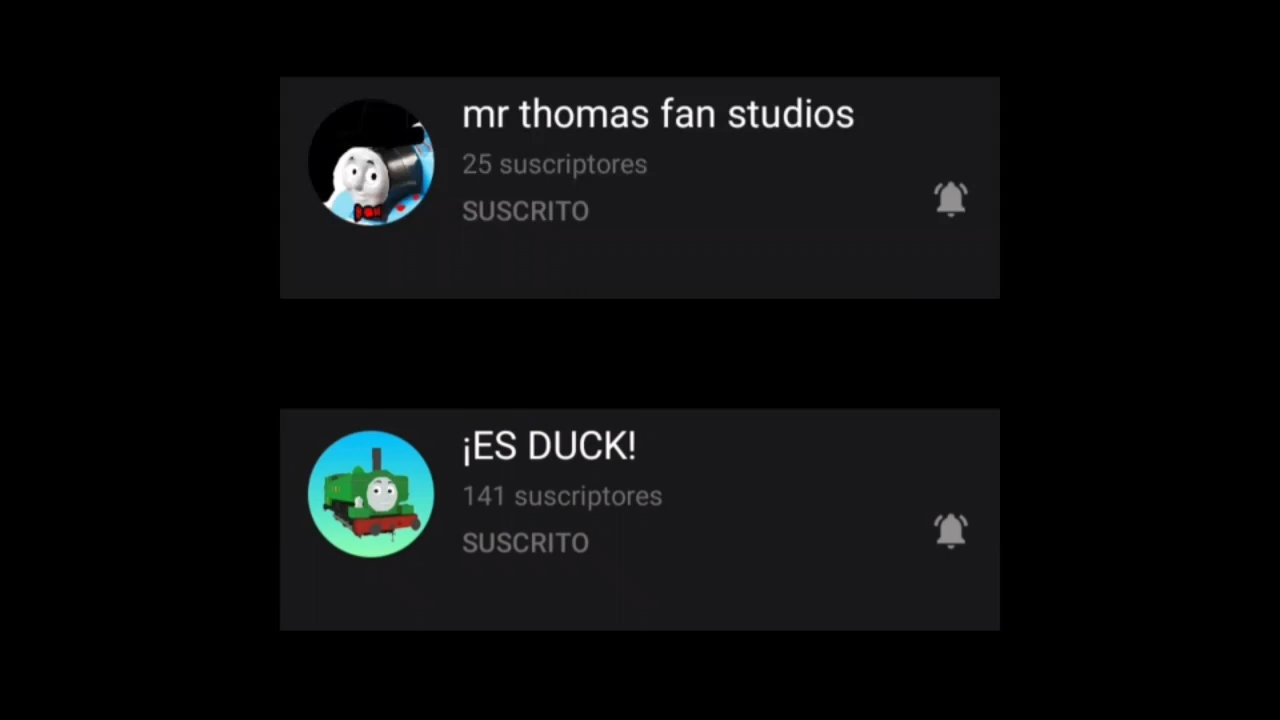 mr thomas fan studios
25 suscriptores
SUSCRITO
¡ES DUCK!
141 suscriptores
SUSCRITO